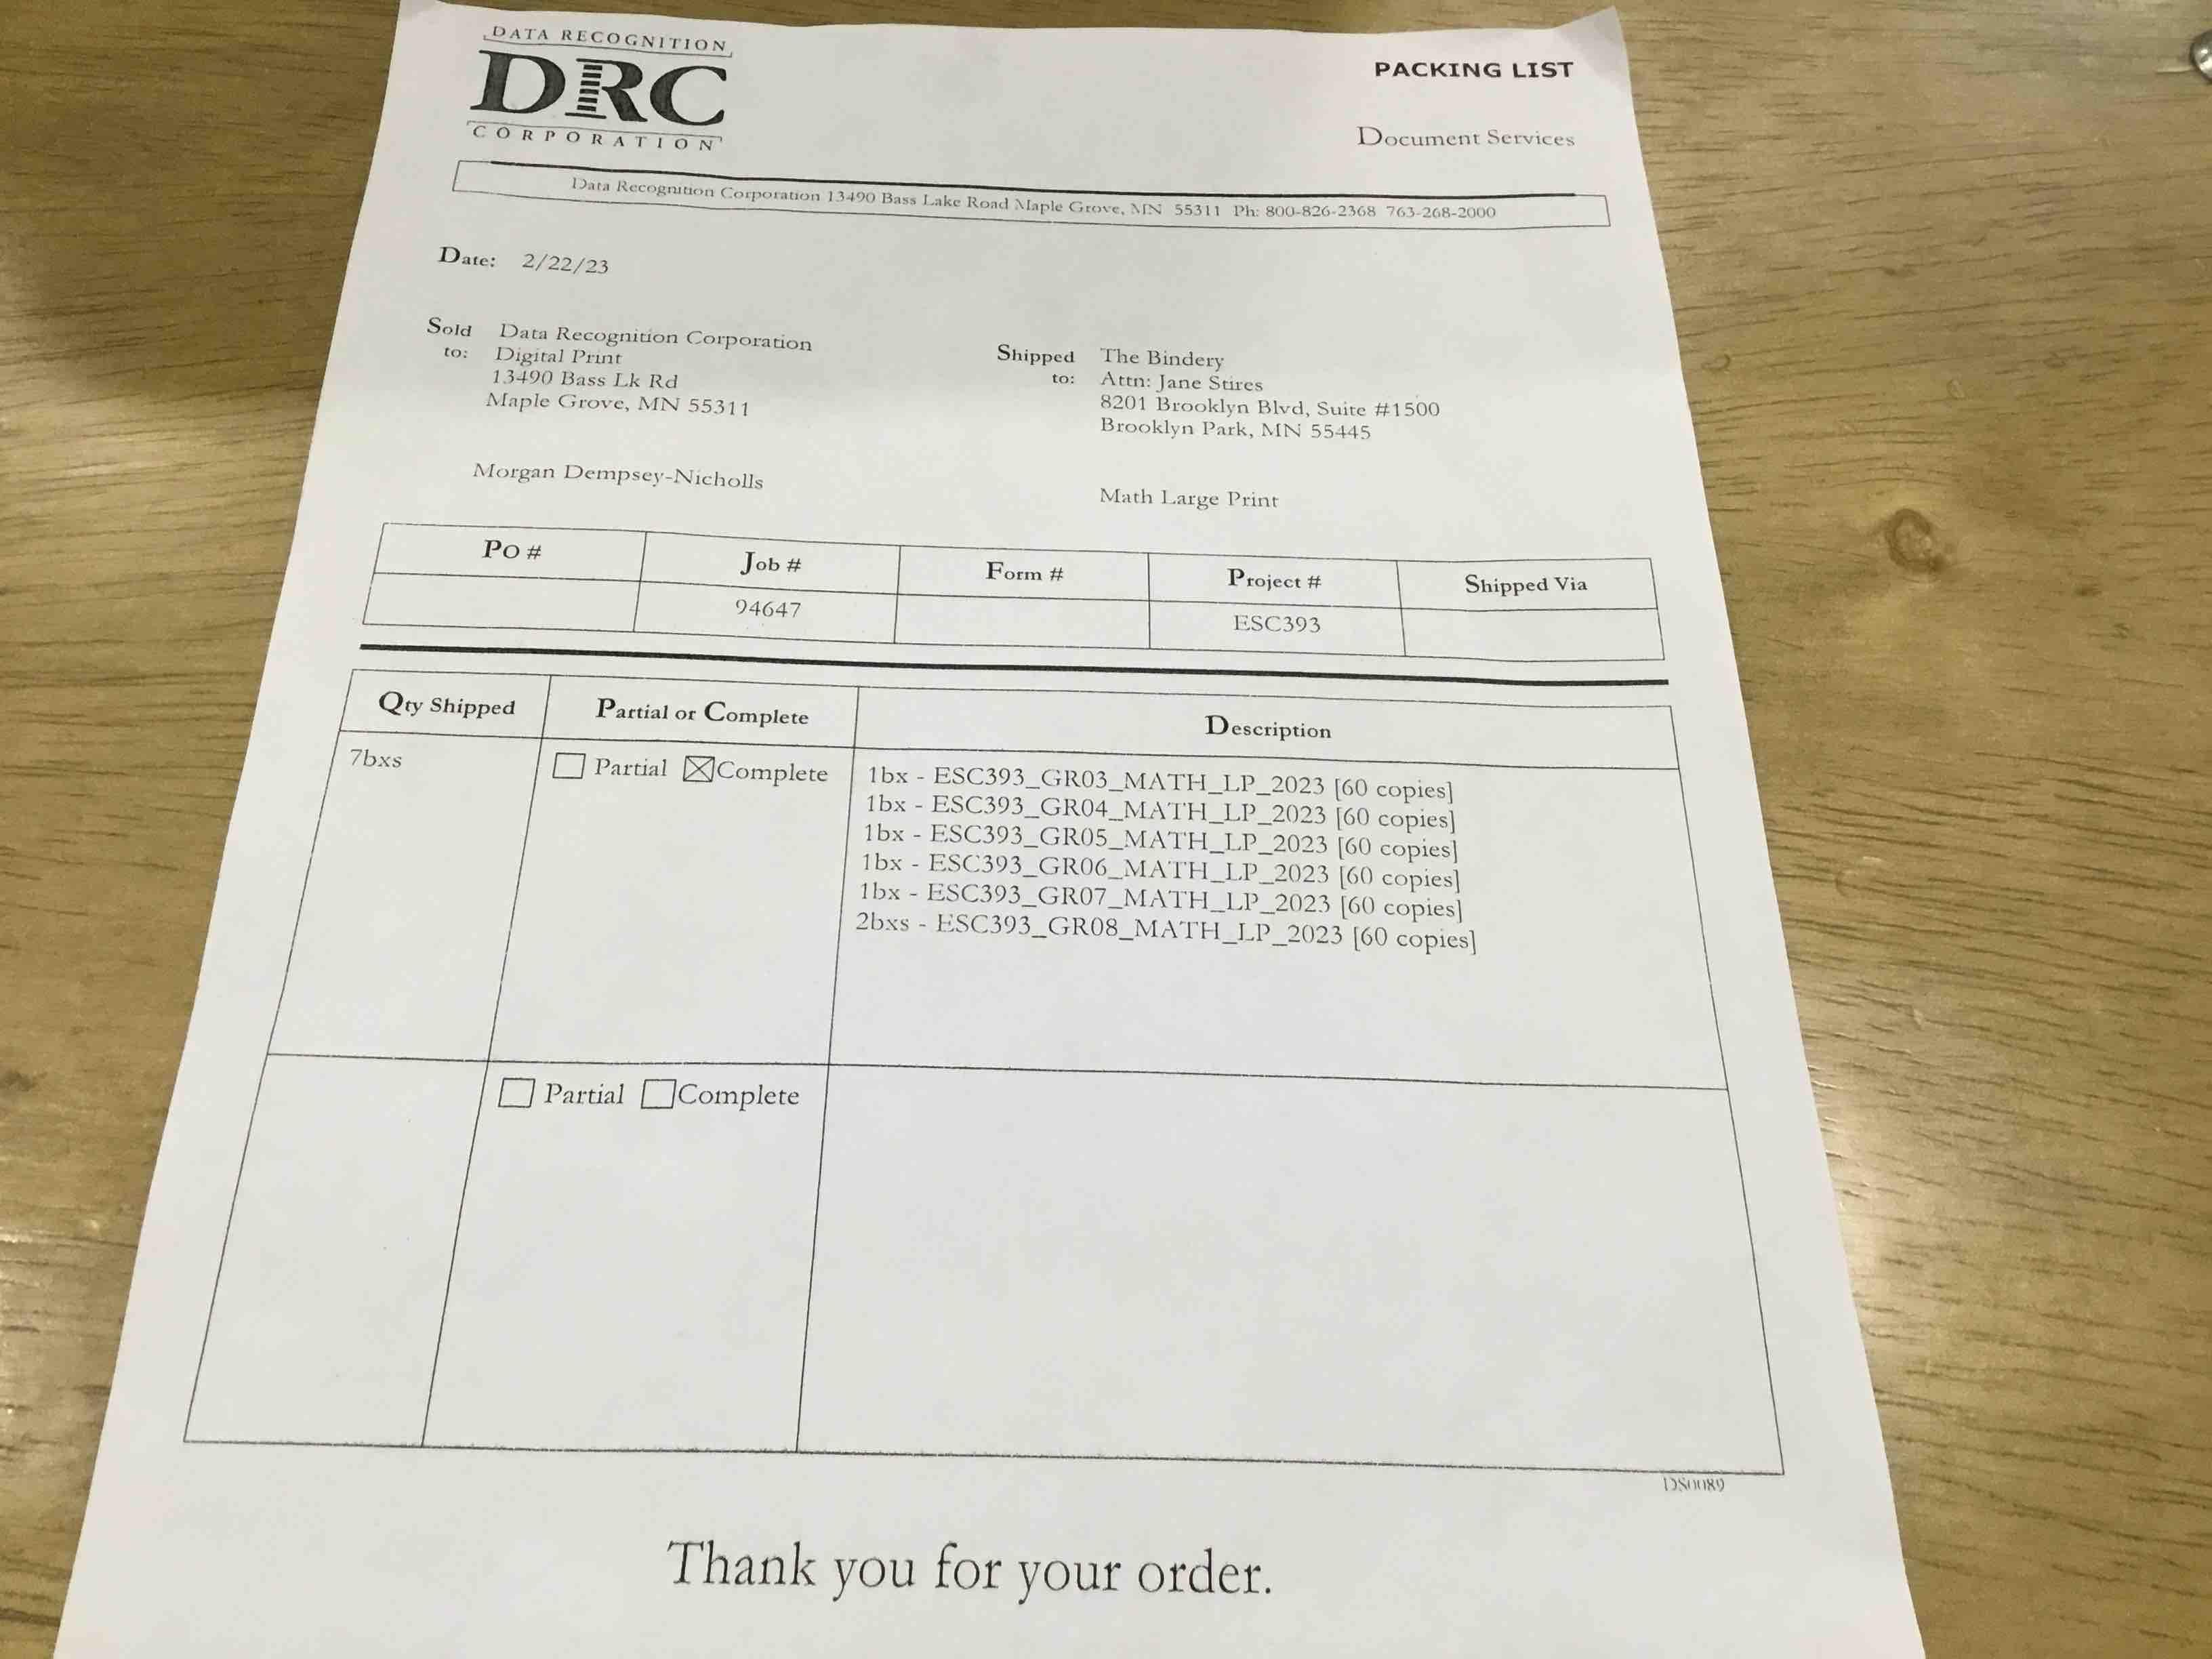 DATA RECOGNITION
DRC
CORPORATION
PACKING LIST
Document Services
Data Recognition Corporation 13490 Bass Lake Road Maple Grove, MN 55311 Ph: 800-826-2368 763-268-2000
Date: 2/22/23
Sold to: Data Recognition Corporation
Digital Print
13490 Bass Lk Rd
Maple Grove, MN 55311
Morgan Dempsey-Nicholls
Shipped to: The Bindery
Attn: Jane Stires
8201 Brooklyn Blvd, Suite #1500
Brooklyn Park, MN 55445
Math Large Print
PO # Job # Form # Project # Shipped Via
94647 ESC393
Qty Shipped Partial or Complete Description
7bxs Partial Complete 1bx - ESC393_GR03_MATH_LP_2023 [60 copies]
1bx - ESC393_GR04_MATH_LP_2023 [60 copies]
1bx - ESC393_GR05_MATH_LP_2023 [60 copies]
1bx - ESC393_GR06_MATH_LP_2023 [60 copies]
1bx - ESC393_GR07_MATH_LP_2023 [60 copies]
2bxs - ESC393_GR08_MATH_LP_2023 [60 copies]
Partial Complete
DS0089
Thank you for your order.